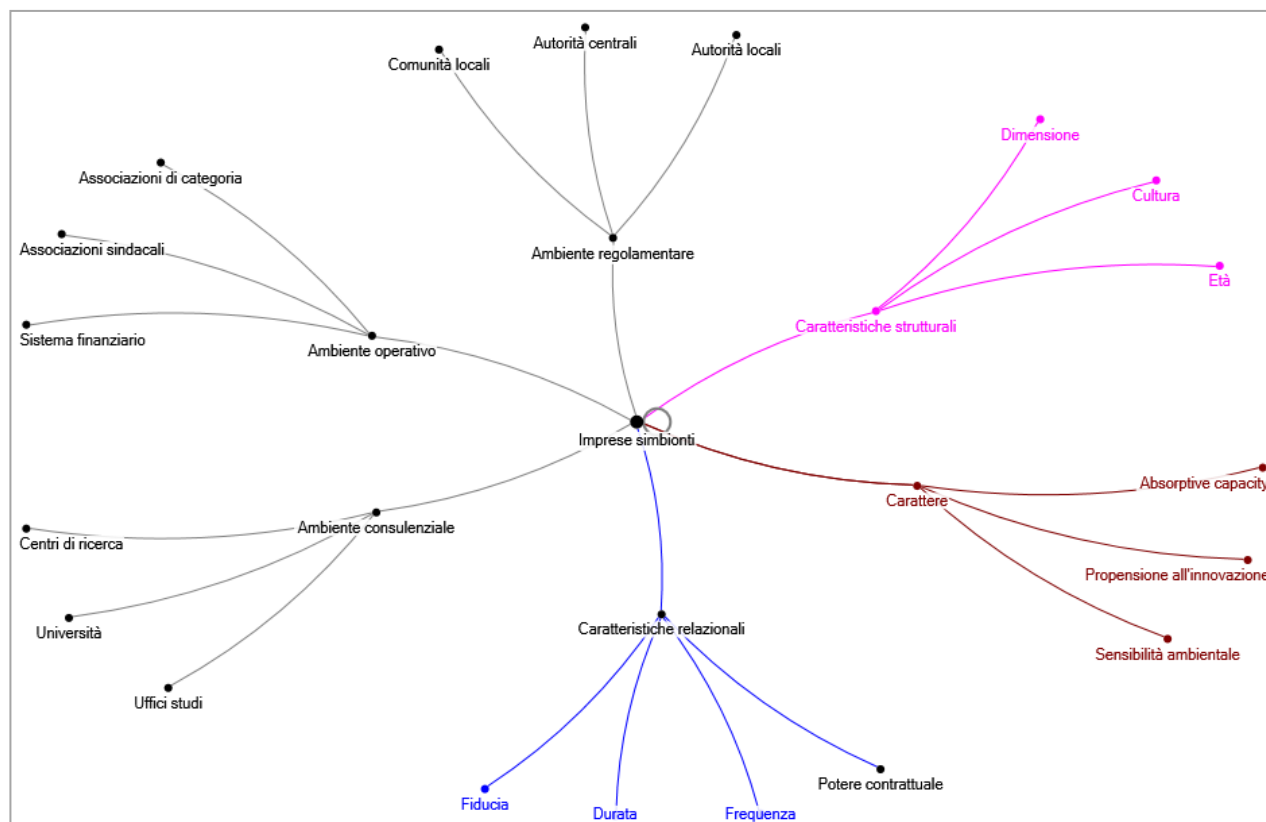 Autorità centrali
Autorità locali
Comunità locali
Dimensione
Associazioni di categoria
Cultura
Associazioni sindacali
Ambiente regolamentare
Età
Caratteristiche strutturali
Sistema finanziario
Ambiente operativo
Imprese simbionti
Absorptive capacity
Carattere
Ambiente consulenziale
Centri di ricerca
Propensione all'innovazione
Università
Caratteristiche relazionali
Sensibilità ambientale
Uffici studi
Potere contrattuale
Fiducia
Durata
Frequenza